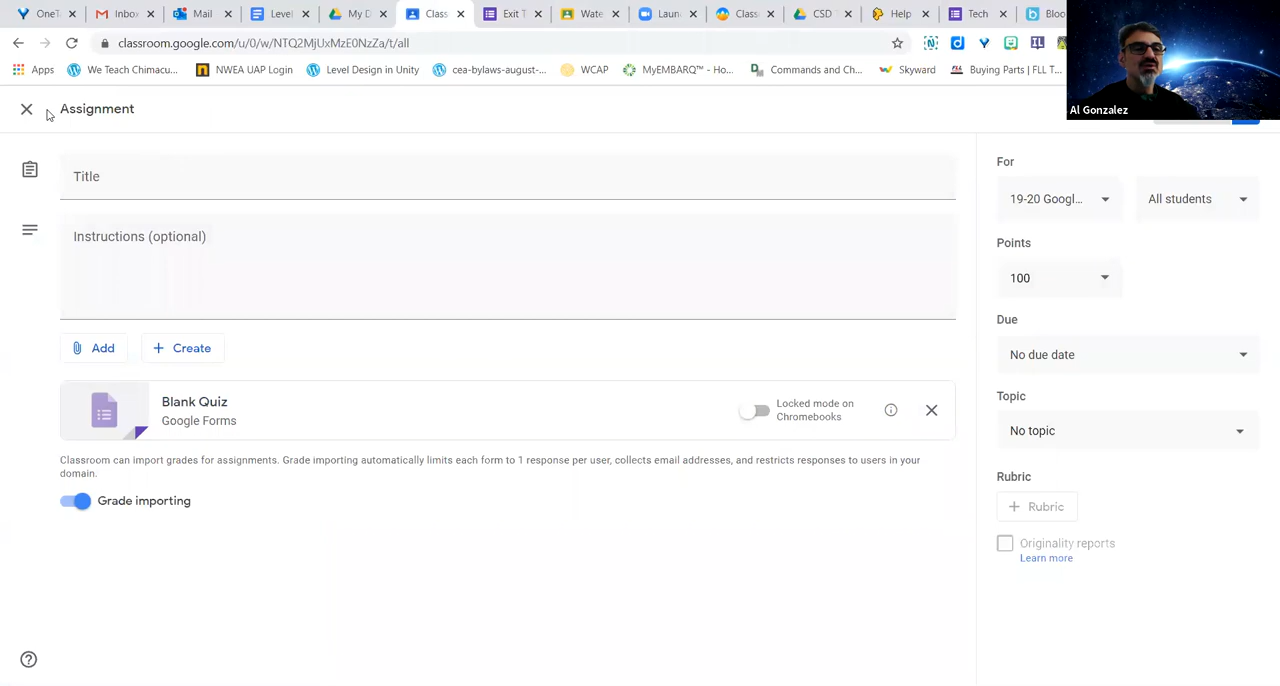 OneTa
Inbox
Mail
Level
My D
Class
Exit T
Wate
Laun
Class
CSD T
Help
Tech
Bloo
classroom.google.com/u/0/w/NTQ2MjUxMzE0NzZa/t/all
Apps
We Teach Chimacu...
NWEA UAP Login
Level Design in Unity
cea-bylaws-august-...
WCAP
MyEMBARQ™ - Ho...
Commands and Ch...
Skyward
Buying Parts | FLL T...
Al Gonzalez
Assignment
Title
Instructions (optional)
Add
Create
Blank Quiz
Google Forms
Locked mode on
Chromebooks
Classroom can import grades for assignments. Grade importing automatically limits each form to 1 response per user, collects email addresses, and restricts responses to users in your
domain.
Grade importing
For
19-20 Googl...
All students
Points
100
Due
No due date
Topic
No topic
Rubric
Rubric
Originality reports
Learn more